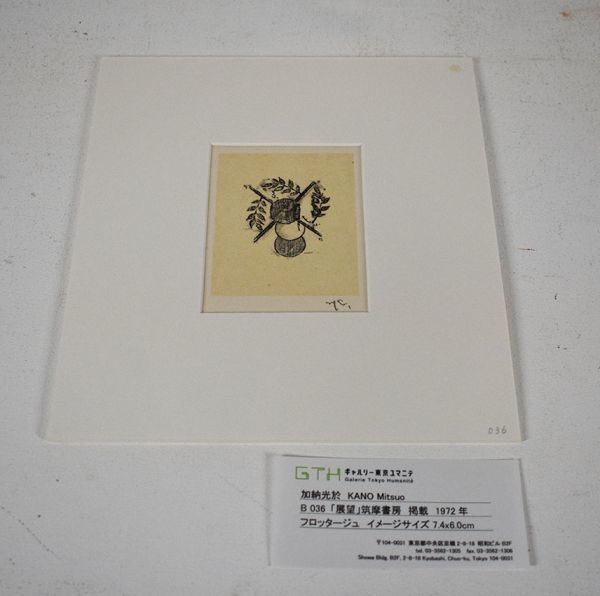 036
GTH ギャルリー東京ユマニテ
Galerie Tokyo Humanité
加納光於 KANO Mitsuo
B 036 「展望」筑摩書房 掲載 1972 年
フロッタージュ イメージサイズ 7.4x6.0cm
〒104-0031 東京都中央区京橋 2-8-18 昭和ビル B2F
tel. 03-3562-1305 fax. 03-3562-1306
Showa Bldg. B2F, 2-8-18 Kyobashi, Chuo-ku, Tokyo 104-0031